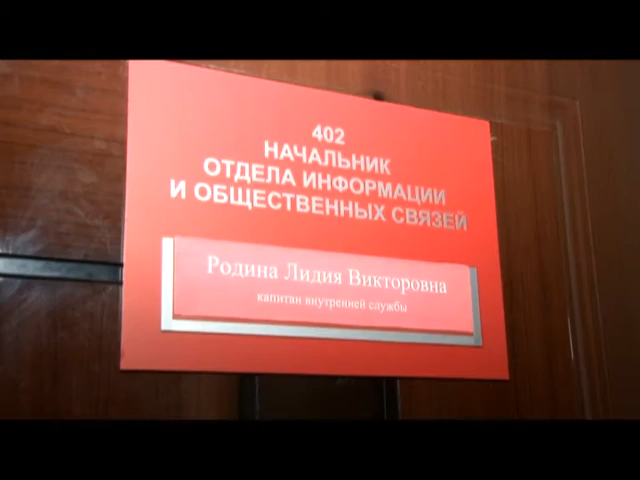 402
НАЧАЛЬНИК
ОТДЕЛА ИНФОРМАЦИИ
И ОБЩЕСТВЕННЫХ СВЯЗЕЙ
Родина Лидия Викторовна
капитан внутренней службы